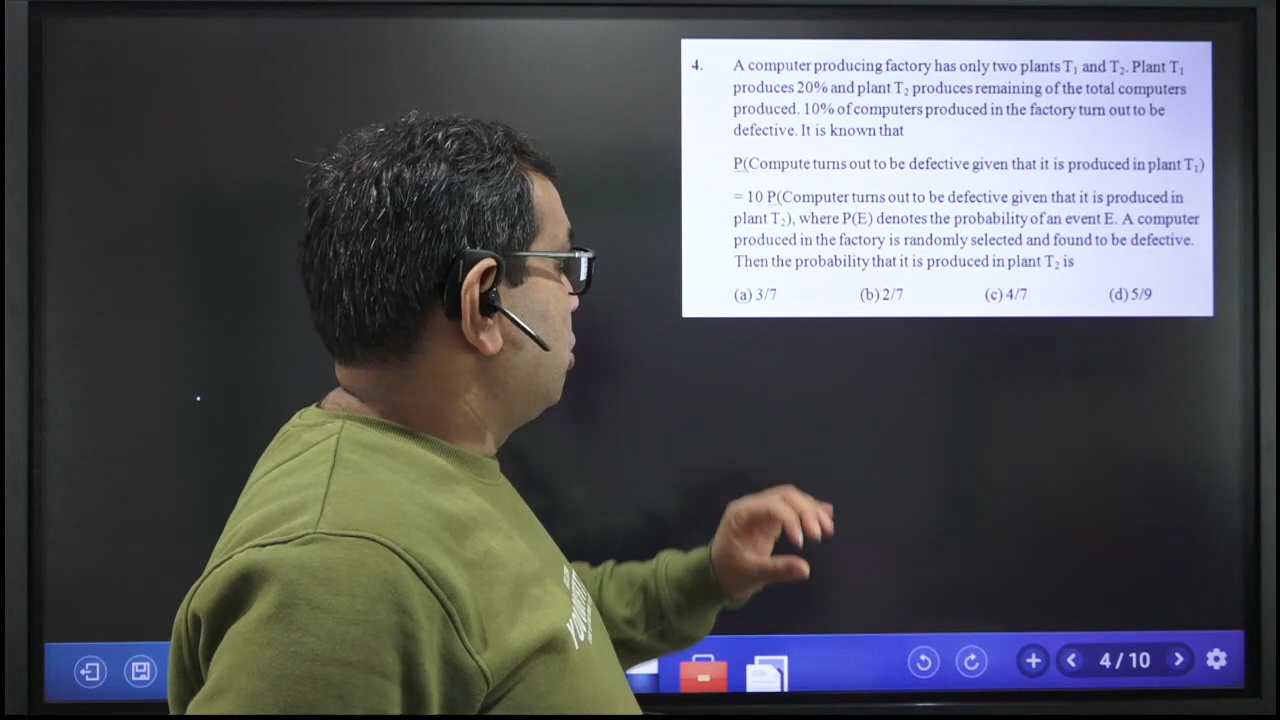 4. A computer producing factory has only two plants T₁ and T₂. Plant T₁
produces 20% and plant T₂ produces remaining of the total computers
produced. 10% of computers produced in the factory turn out to be
defective. It is known that
P(Compute turns out to be defective given that it is produced in plant T₁)
= 10 P(Computer turns out to be defective given that it is produced in
plant T₂), where P(E) denotes the probability of an event E. A computer
produced in the factory is randomly selected and found to be defective.
Then the probability that it is produced in plant T₂ is
(a) 3/7 (b) 2/7 (c) 4/7 (d) 5/9
4 / 10